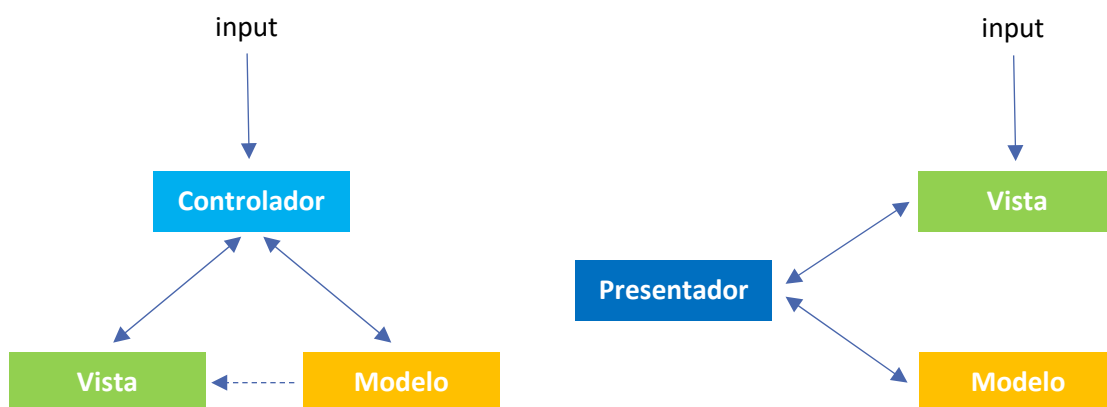 input
Controlador
Vista
Modelo
input
Vista
Presentador
Modelo